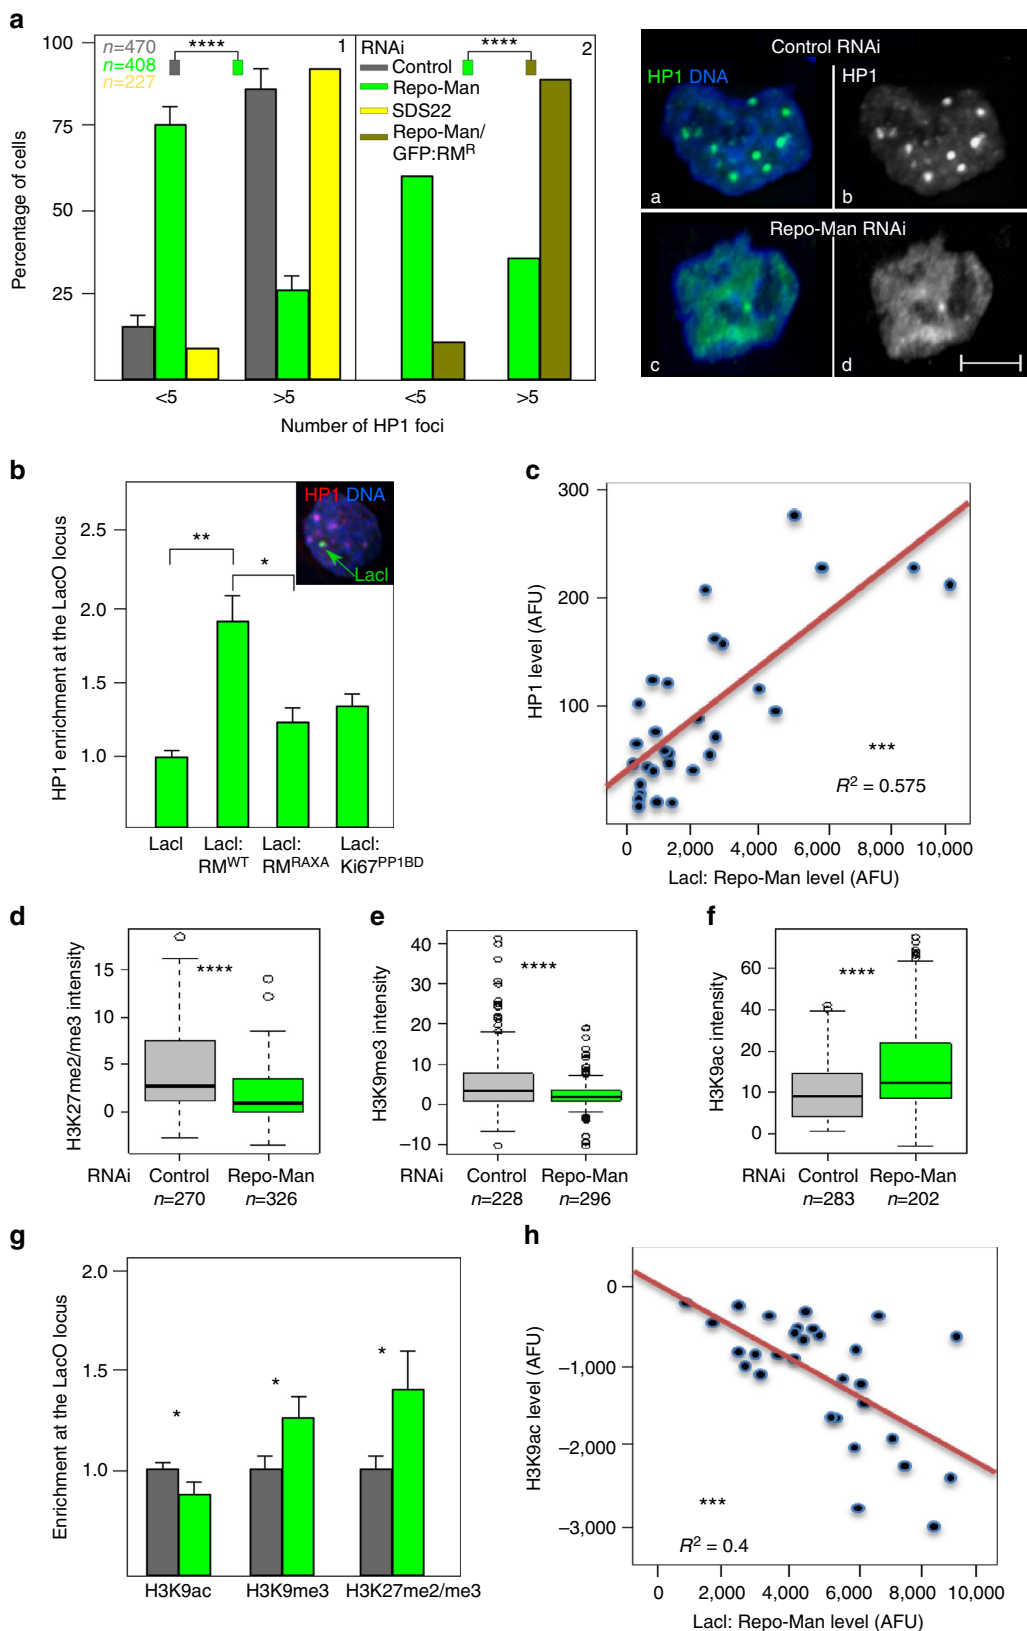 a
n=470
n=408
n=227
****
1
RNAi
Control
Repo-Man
SDS22
Repo-Man/
GFP:RMᴿ
****
2
100
75
50
25
Percentage of cells
<5
>5
<5
>5
Number of HP1 foci
Control RNAi
HP1 DNA
HP1
a
b
Repo-Man RNAi
c
d
b
HP1 enrichment at the LacO locus
2.5
2.0
1.5
1.0
**
*
HP1 DNA
LacI
LacI
LacI:
RMᵂᵀ
LacI:
RMᴿᴬˣᴬ
LacI:
Ki67ᴾᴾ¹ᴮᴰ
c
HP1 level (AFU)
300
200
100
***
R² = 0.575
0
2,000
4,000
6,000
8,000
10,000
LacI: Repo-Man level (AFU)
d
H3K27me2/me3 intensity
15
10
5
0
****
RNAi
Control
Repo-Man
n=270
n=326
e
H3K9me3 intensity
40
30
20
10
0
−10
****
RNAi
Control
Repo-Man
n=228
n=296
f
H3K9ac intensity
60
40
20
10
0
****
RNAi
Control
Repo-Man
n=283
n=202
g
Enrichment at the LacO locus
2.0
1.5
1.0
*
*
*
H3K9ac
H3K9me3
H3K27me2/me3
h
H3K9ac level (AFU)
0
−1,000
−2,000
−3,000
***
R² = 0.4
0
2,000
4,000
6,000
8,000
10,000
LacI: Repo-Man level (AFU)